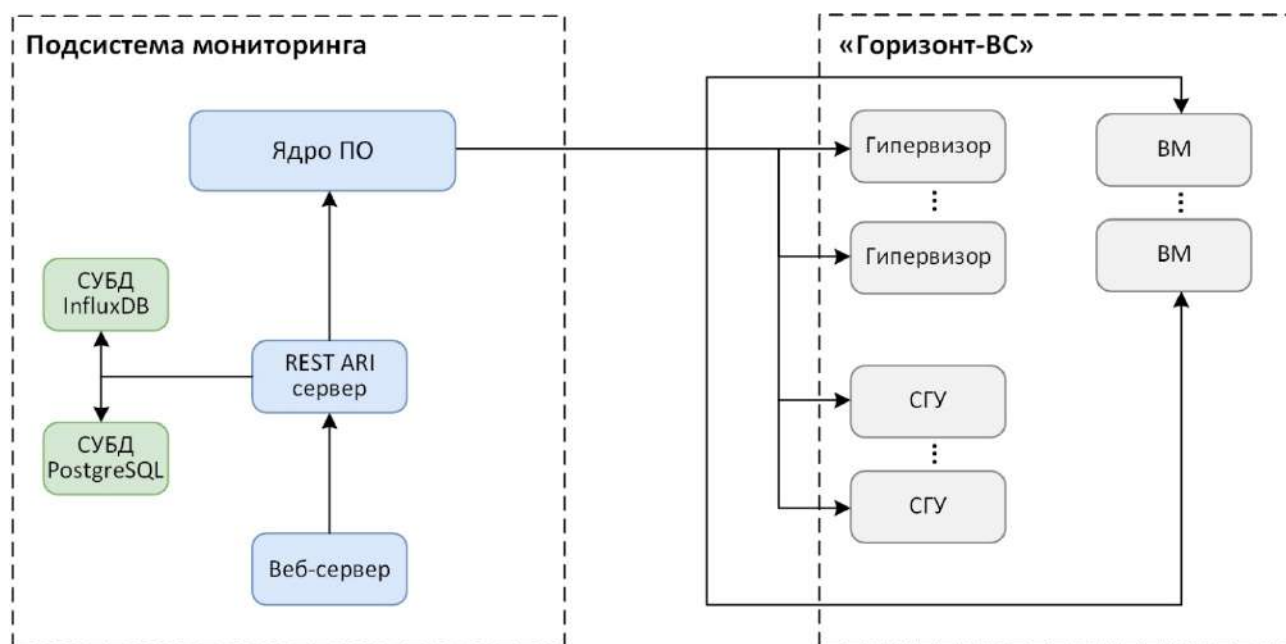 Подсистема мониторинга
«Горизонт-ВС»
Ядро ПО
Гипервизор
ВМ
Гипервизор
ВМ
СУБД
InfluxDB
REST ARI
сервер
СГУ
СУБД
PostgreSQL
СГУ
Веб-сервер